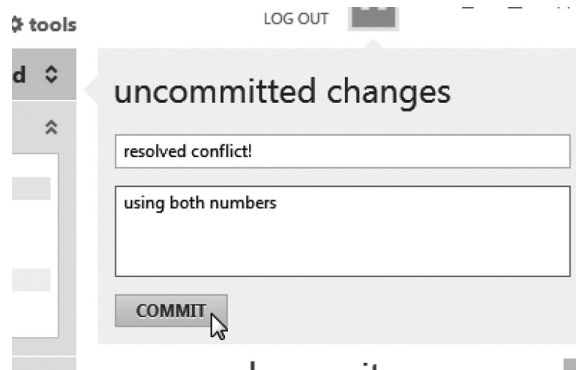 tools
LOG OUT
d
uncommitted changes
resolved conflict!
using both numbers
COMMIT